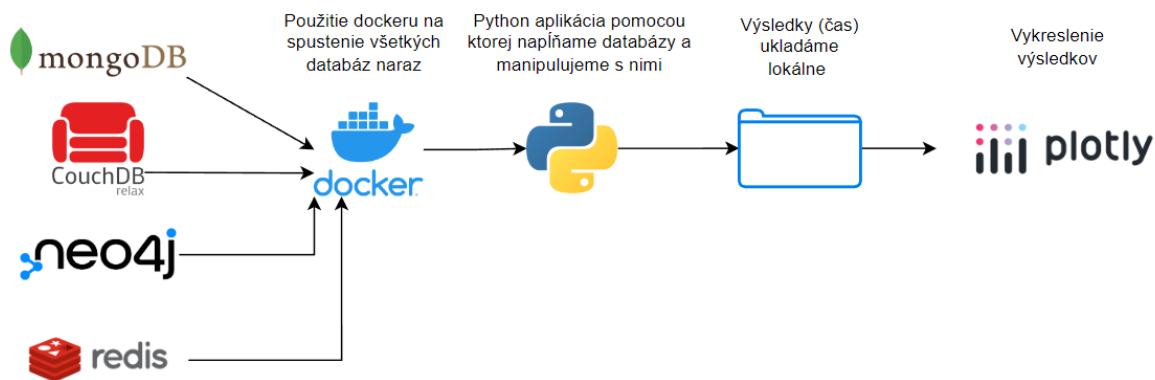 mongoDB
CouchDB
relax
neo4j
redis
Použitie dockeru na
spustenie všetkých
databáz naraz
docker
Python aplikácia pomocou
ktorej napĺňame databázy a
manipulujeme s nimi
Výsledky (čas)
ukladáme
lokálne
Vykreslenie
výsledkov
plotly